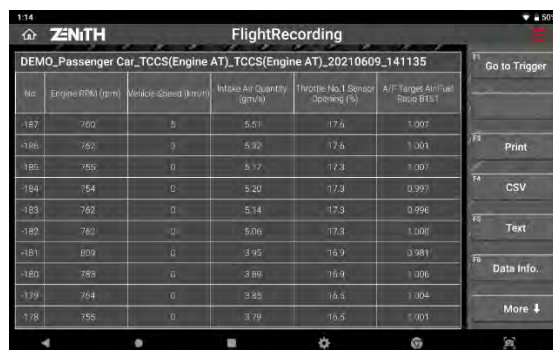 1:14
50%
ZENITH
FlightRecording
DEMO_Passenger Car_TCCS(Engine AT)_TCCS(Engine AT)_20210609_141135
No. Engine RPM (rpm) Vehicle Speed (km/h) Intake Air Quantity (gm/s) Throttle No.1 Sensor Opening (%) A/F Target Air Fuel Ratio B1S1
-187 760 5 5.51 17.6 1.007
-186 762 3 5.32 17.6 1.001
-185 755 0 5.17 17.3 1.007
-184 754 0 5.20 17.3 0.997
-183 762 0 5.14 17.3 0.996
-182 762 0 5.06 17.3 1.000
-181 809 0 3.95 16.9 0.981
-180 783 0 3.89 16.9 1.006
-179 764 0 3.85 16.5 1.004
-178 755 0 3.79 16.5 1.001
F1 Go to Trigger
F3 Print
F4 CSV
F5 Text
F6 Data Info.
More